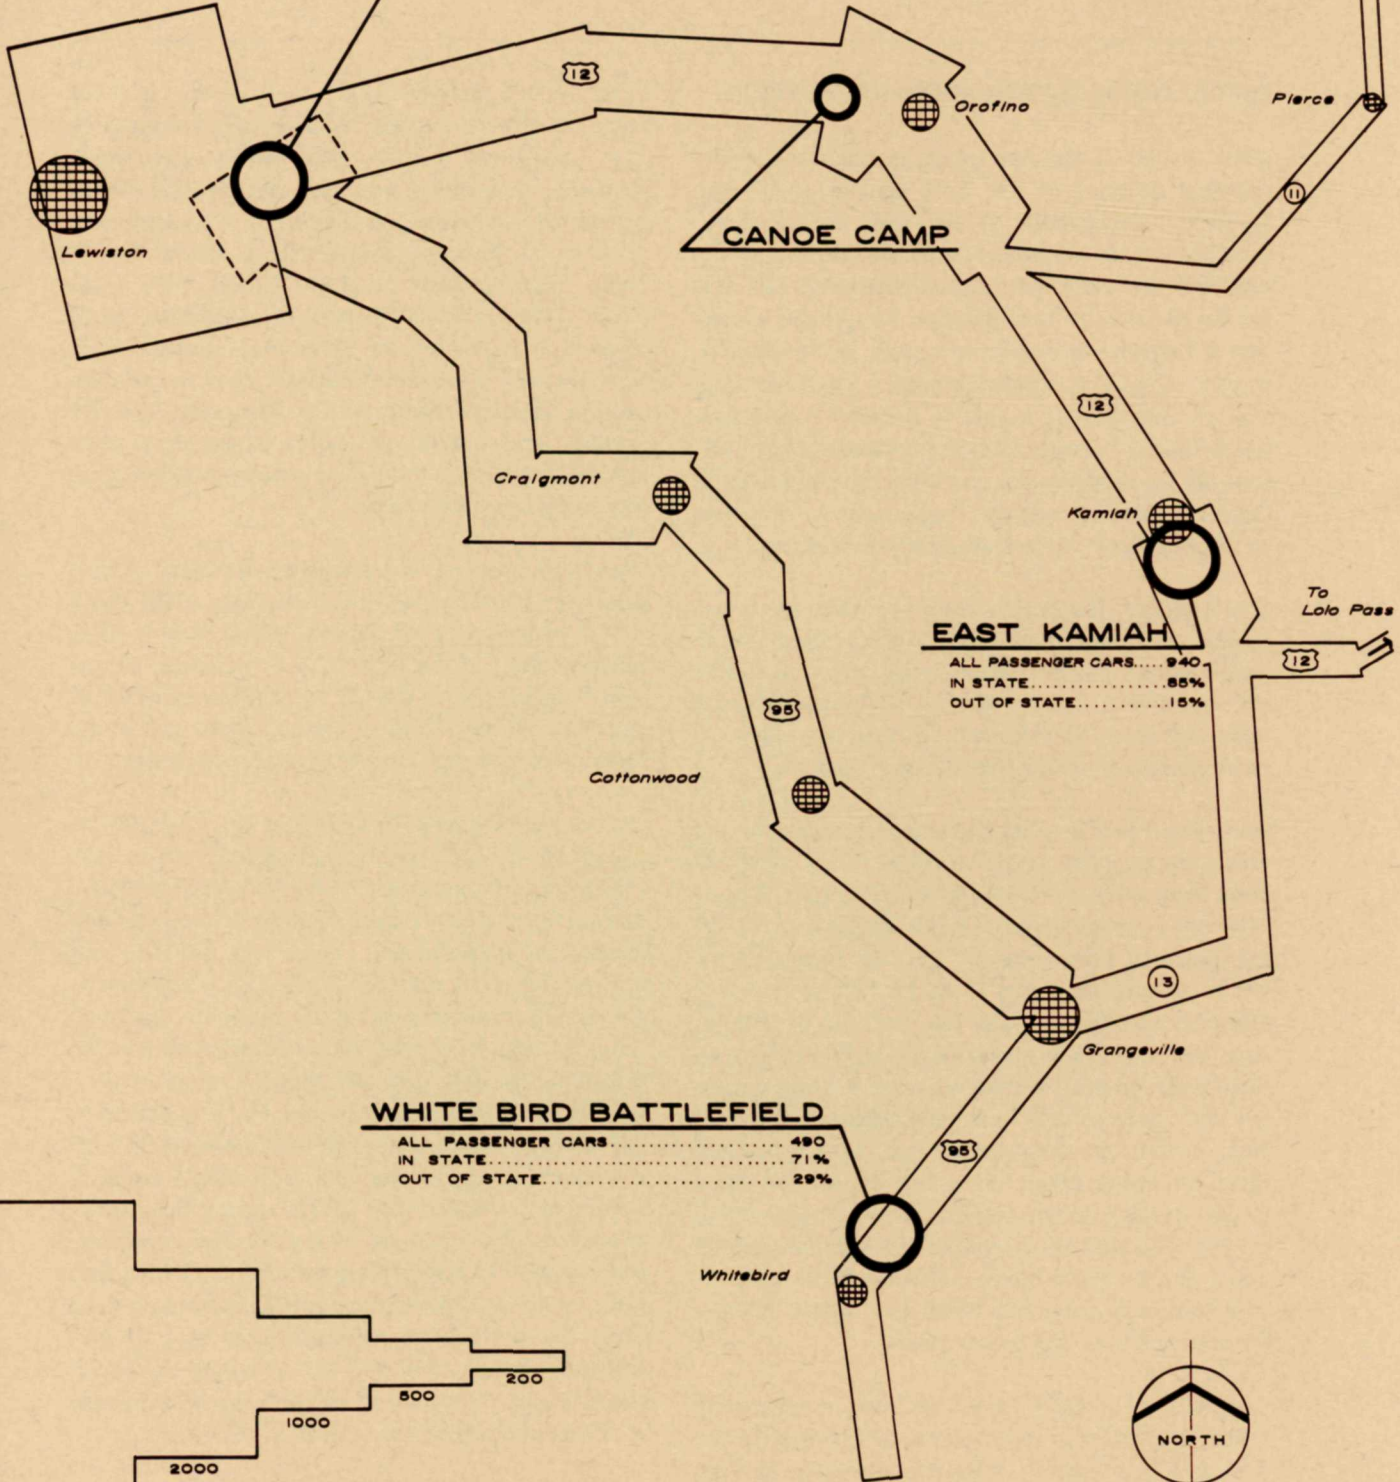 12
Orofino
Pierce
11
CANOE CAMP
Lewiston
12
Craigmont
Kamiah
To
Lolo Pass
EAST KAMIAH
ALL PASSENGER CARS.....940
IN STATE.................85%
OUT OF STATE...........15%
12
95
Cottonwood
13
Grangeville
WHITE BIRD BATTLEFIELD
ALL PASSENGER CARS...................... 490
IN STATE..................................... 71%
OUT OF STATE............................... 29%
95
Whitebird
200
500
1000
2000
NORTH